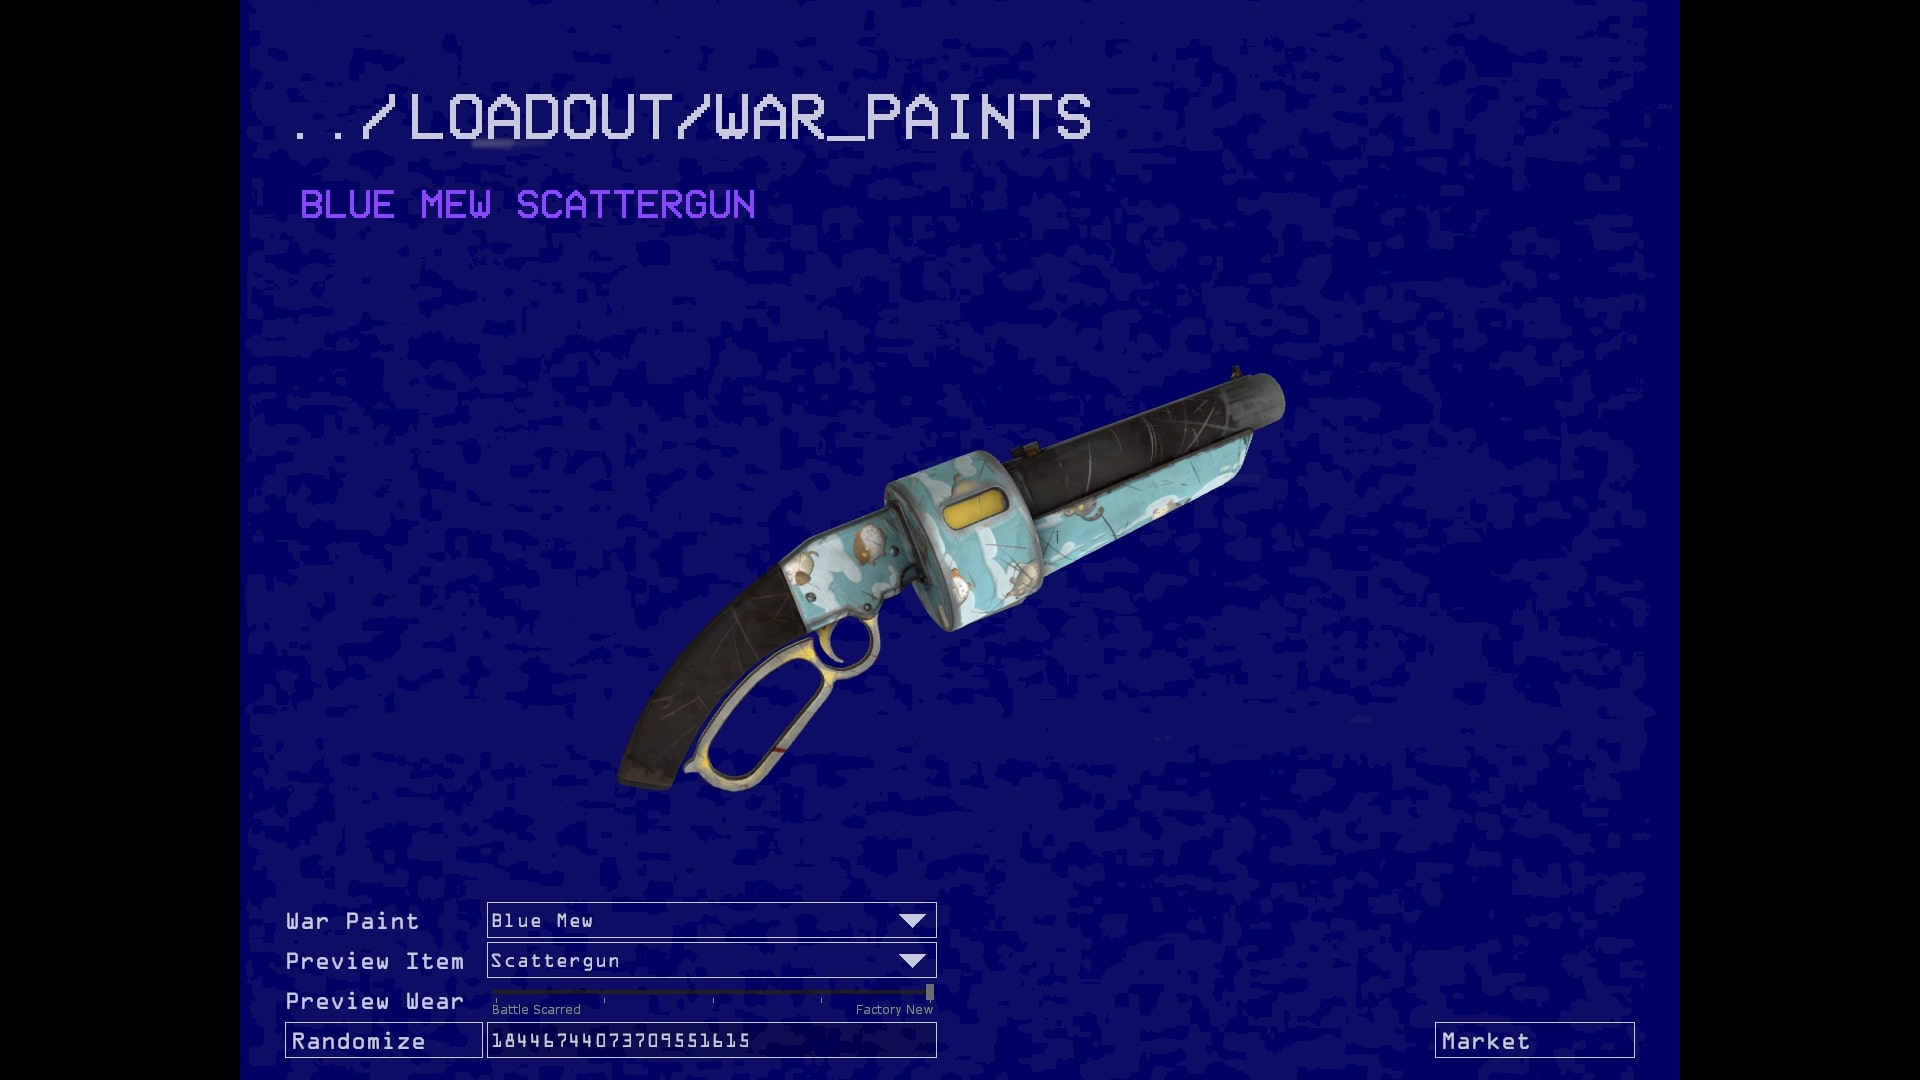 ../LOADOUT/WAR_PAINTS
BLUE MEW SCATTERGUN
War Paint
Blue Mew
Preview Item
Scattergun
Preview Wear
Battle Scarred
Factory New
Randomize
18446744073709551615
Market